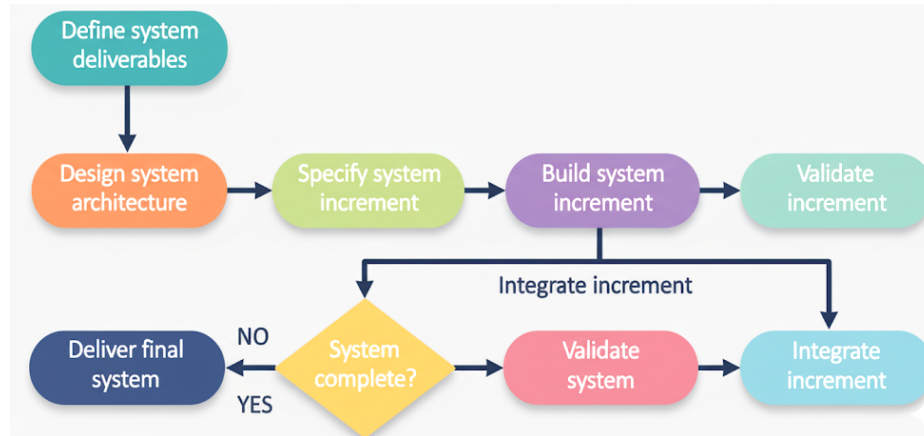 Define system
deliverables
Design system
architecture
Specify system
increment
Build system
increment
Validate
increment
Integrate increment
Deliver final
system
NO
YES
System
complete?
Validate
system
Integrate
increment